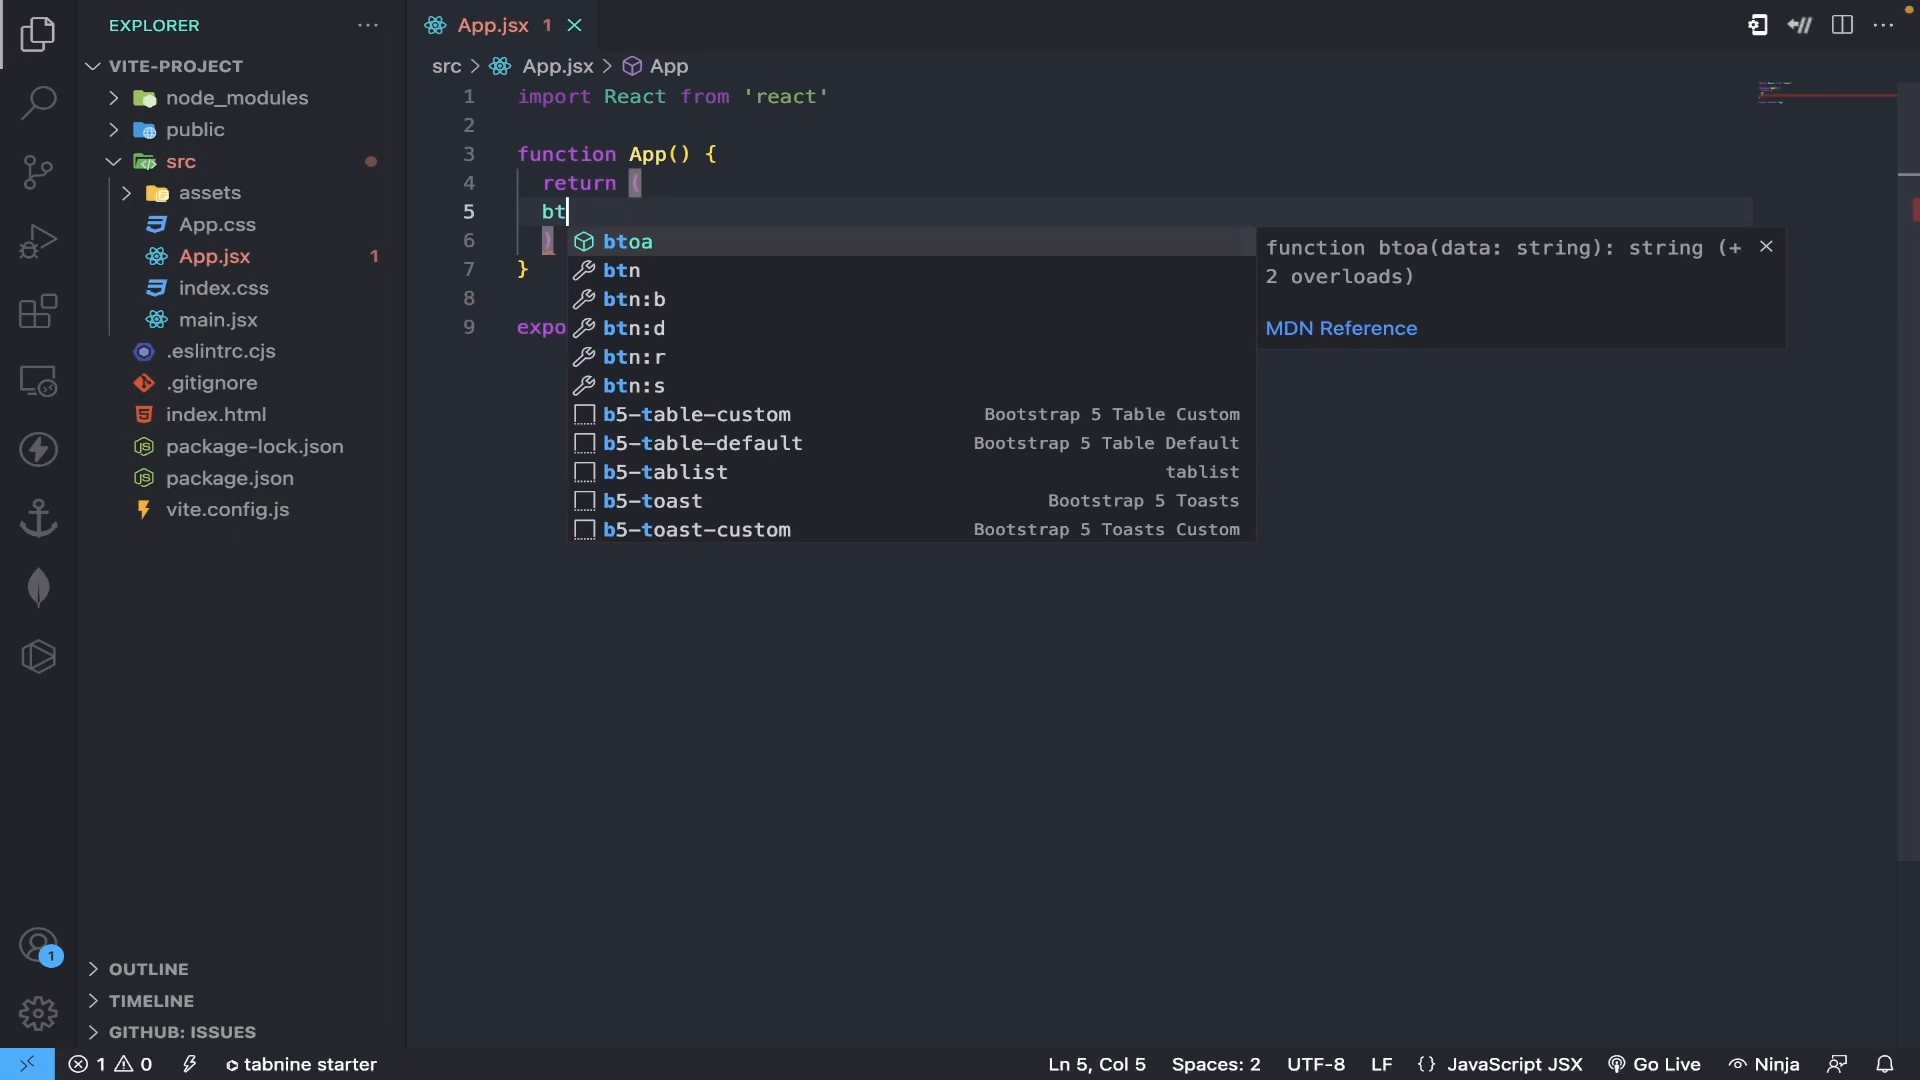 EXPLORER
VITE-PROJECT
node_modules
public
src
assets
App.css
App.jsx 1
index.css
main.jsx
.eslintrc.cjs
.gitignore
index.html
package-lock.json
package.json
vite.config.js
OUTLINE
TIMELINE
GITHUB: ISSUES
1
App.jsx 1
src > App.jsx > App
1 import React from 'react'
2
3 function App() {
4 return (
5 bt
6 )
7 }
8
9 expo
btoa
btn
btn:b
btn:d
btn:r
btn:s
b5-table-custom Bootstrap 5 Table Custom
b5-table-default Bootstrap 5 Table Default
b5-tablist tablist
b5-toast Bootstrap 5 Toasts
b5-toast-custom Bootstrap 5 Toasts Custom
function btoa(data: string): string (+
2 overloads)
MDN Reference
1 0 tabnine starter Ln 5, Col 5 Spaces: 2 UTF-8 LF {} JavaScript JSX Go Live Ninja